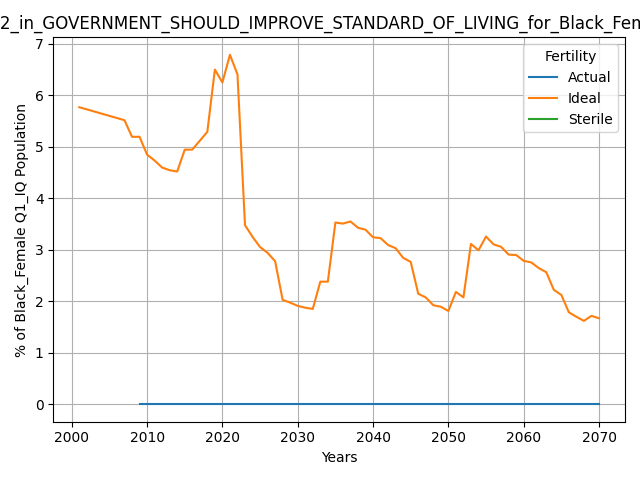 2_in_GOVERNMENT_SHOULD_IMPROVE_STANDARD_OF_LIVING_for_Black_Fem
Fertility
Actual
Ideal
Sterile
% of Black_Female Q1_IQ Population
7
6
5
4
3
2
1
0
2000 2010 2020 2030 2040 2050 2060 2070
Years